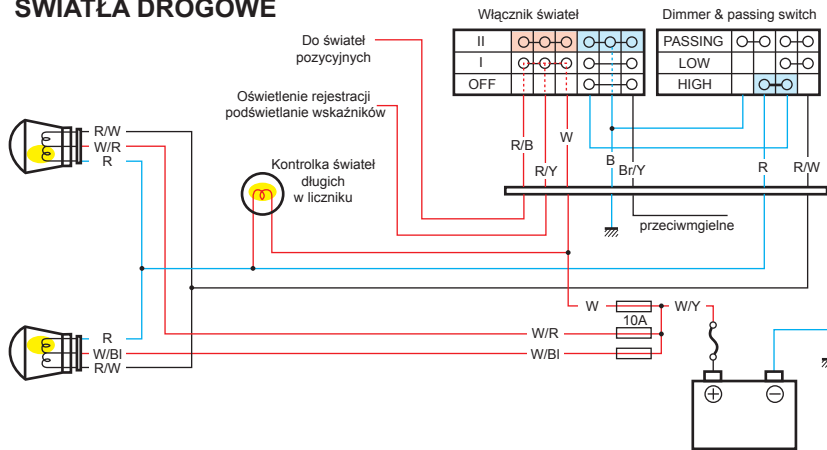 ŚWIATŁA DROGOWE
Włącznik świateł
Dimmer & passing switch
II
I
OFF
PASSING
LOW
HIGH
Do świateł
pozycyjnych
Oświetlenie rejestracji
podświetlanie wskaźników
Kontrolka świateł
długich
w liczniku
R/W
W/R
R
R/B
R/Y
W
B
Br/Y
R
R/W
przeciwmgielne
W
W/Y
10A
W/R
W/Bl
R
W/Bl
R/W
+
−